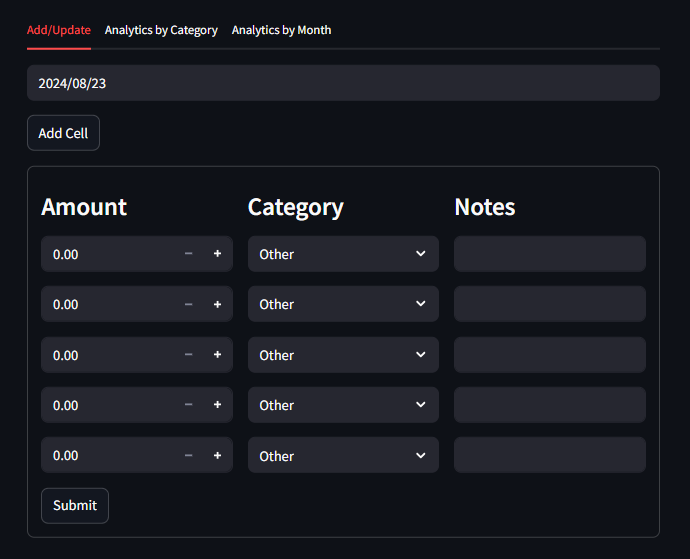 Add/Update Analytics by Category Analytics by Month
2024/08/23
Add Cell
Amount Category Notes
0.00 − + Other
0.00 − + Other
0.00 − + Other
0.00 − + Other
0.00 − + Other
Submit